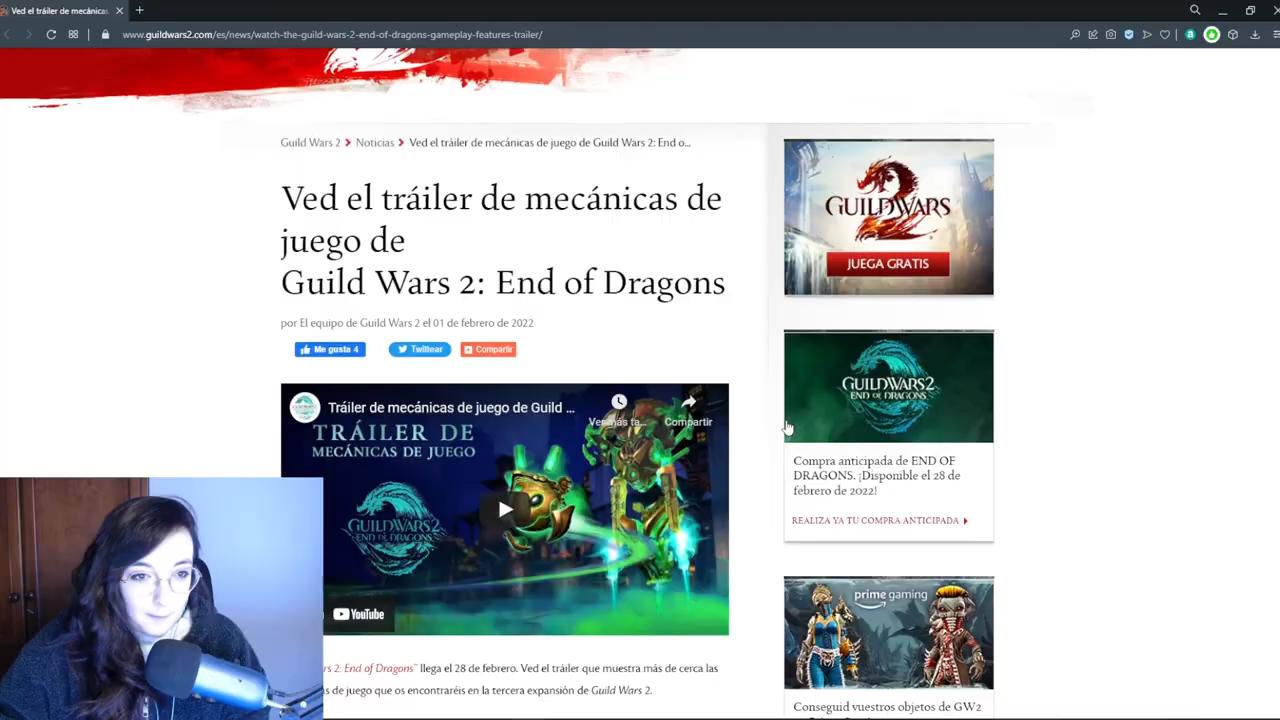 Ved el tráiler de mecánicas
www.guildwars2.com/es/news/watch-the-guild-wars-2-end-of-dragons-gameplay-features-trailer/
Guild Wars 2 > Noticias > Ved el tráiler de mecánicas de juego de Guild Wars 2: End o...
Ved el tráiler de mecánicas de
juego de
Guild Wars 2: End of Dragons
por El equipo de Guild Wars 2 el 01 de febrero de 2022
Me gusta 4
Twittear
Compartir
Tráiler de mecánicas de juego de Guild ...
Ver más ta...
Compartir
TRÁILER DE
MECÁNICAS DE JUEGO
GUILDWARS2
END OF DRAGONS
YouTube
rs 2: End of Dragons™ llega el 28 de febrero. Ved el tráiler que muestra más de cerca las
s de juego que os encontraréis en la tercera expansión de Guild Wars 2.
GUILDWARS
2
JUEGA GRATIS
GUILDWARS2
END OF DRAGONS
Compra anticipada de END OF
DRAGONS. ¡Disponible el 28 de
febrero de 2022!
REALIZA YA TU COMPRA ANTICIPADA
prime gaming
Conseguid vuestros objetos de GW2